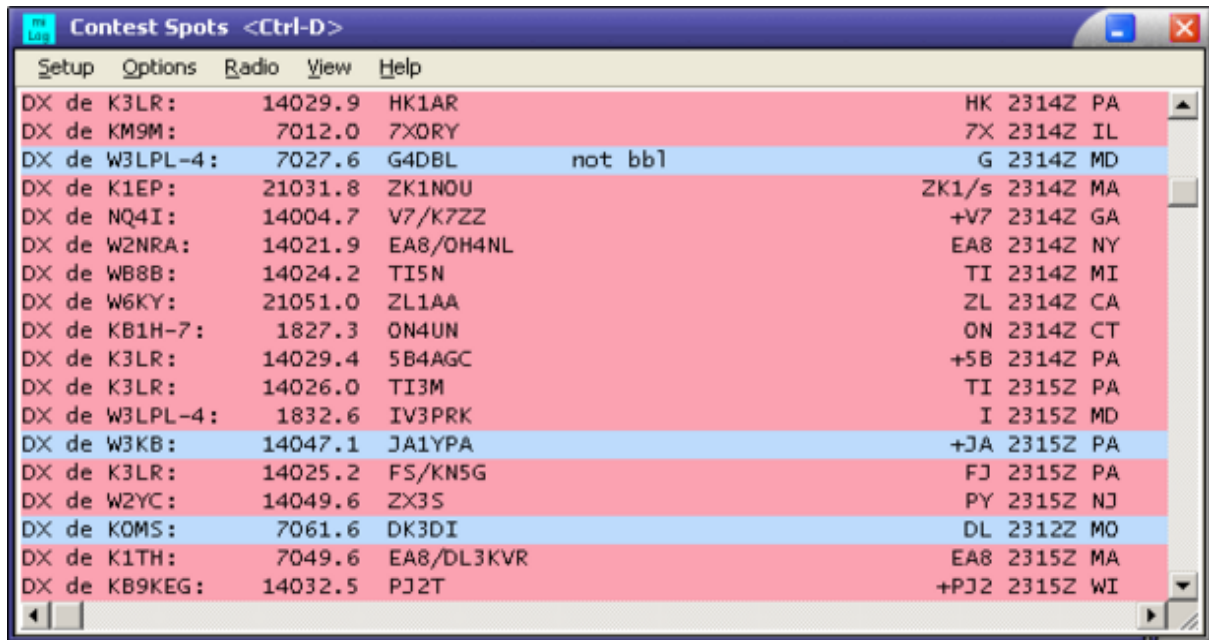 mi Log Contest Spots <Ctrl-D>
Setup Options Radio View Help
DX de K3LR: 14029.9 HK1AR HK 2314Z PA
DX de KM9M: 7012.0 7X0RY 7X 2314Z IL
DX de W3LPL-4: 7027.6 G4DBL not bbl G 2314Z MD
DX de K1EP: 21031.8 ZK1NOU ZK1/s 2314Z MA
DX de NQ4I: 14004.7 V7/K7ZZ +V7 2314Z GA
DX de W2NRA: 14021.9 EA8/OH4NL EA8 2314Z NY
DX de WB8B: 14024.2 TI5N TI 2314Z MI
DX de W6KY: 21051.0 ZL1AA ZL 2314Z CA
DX de KB1H-7: 1827.3 ON4UN ON 2314Z CT
DX de K3LR: 14029.4 5B4AGC +5B 2314Z PA
DX de K3LR: 14026.0 TI3M TI 2315Z PA
DX de W3LPL-4: 1832.6 IV3PRK I 2315Z MD
DX de W3KB: 14047.1 JA1YPA +JA 2315Z PA
DX de K3LR: 14025.2 FS/KN5G FJ 2315Z PA
DX de W2YC: 14049.6 ZX3S PY 2315Z NJ
DX de K0MS: 7061.6 DK3DI DL 2312Z MO
DX de K1TH: 7049.6 EA8/DL3KVR EA8 2315Z MA
DX de KB9KEG: 14032.5 PJ2T +PJ2 2315Z WI